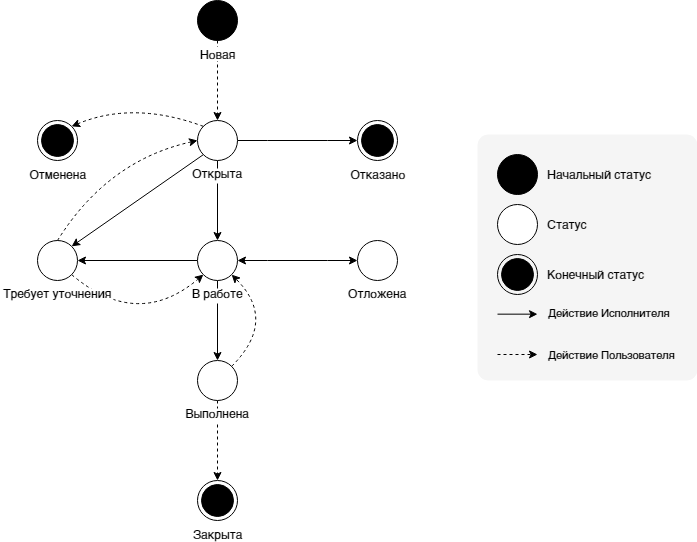 Новая
Отменена
Открыта
Отказано
Требует уточнения
В работе
Отложена
Выполнена
Закрыта
Начальный статус
Статус
Конечный статус
Действие Исполнителя
Действие Пользователя